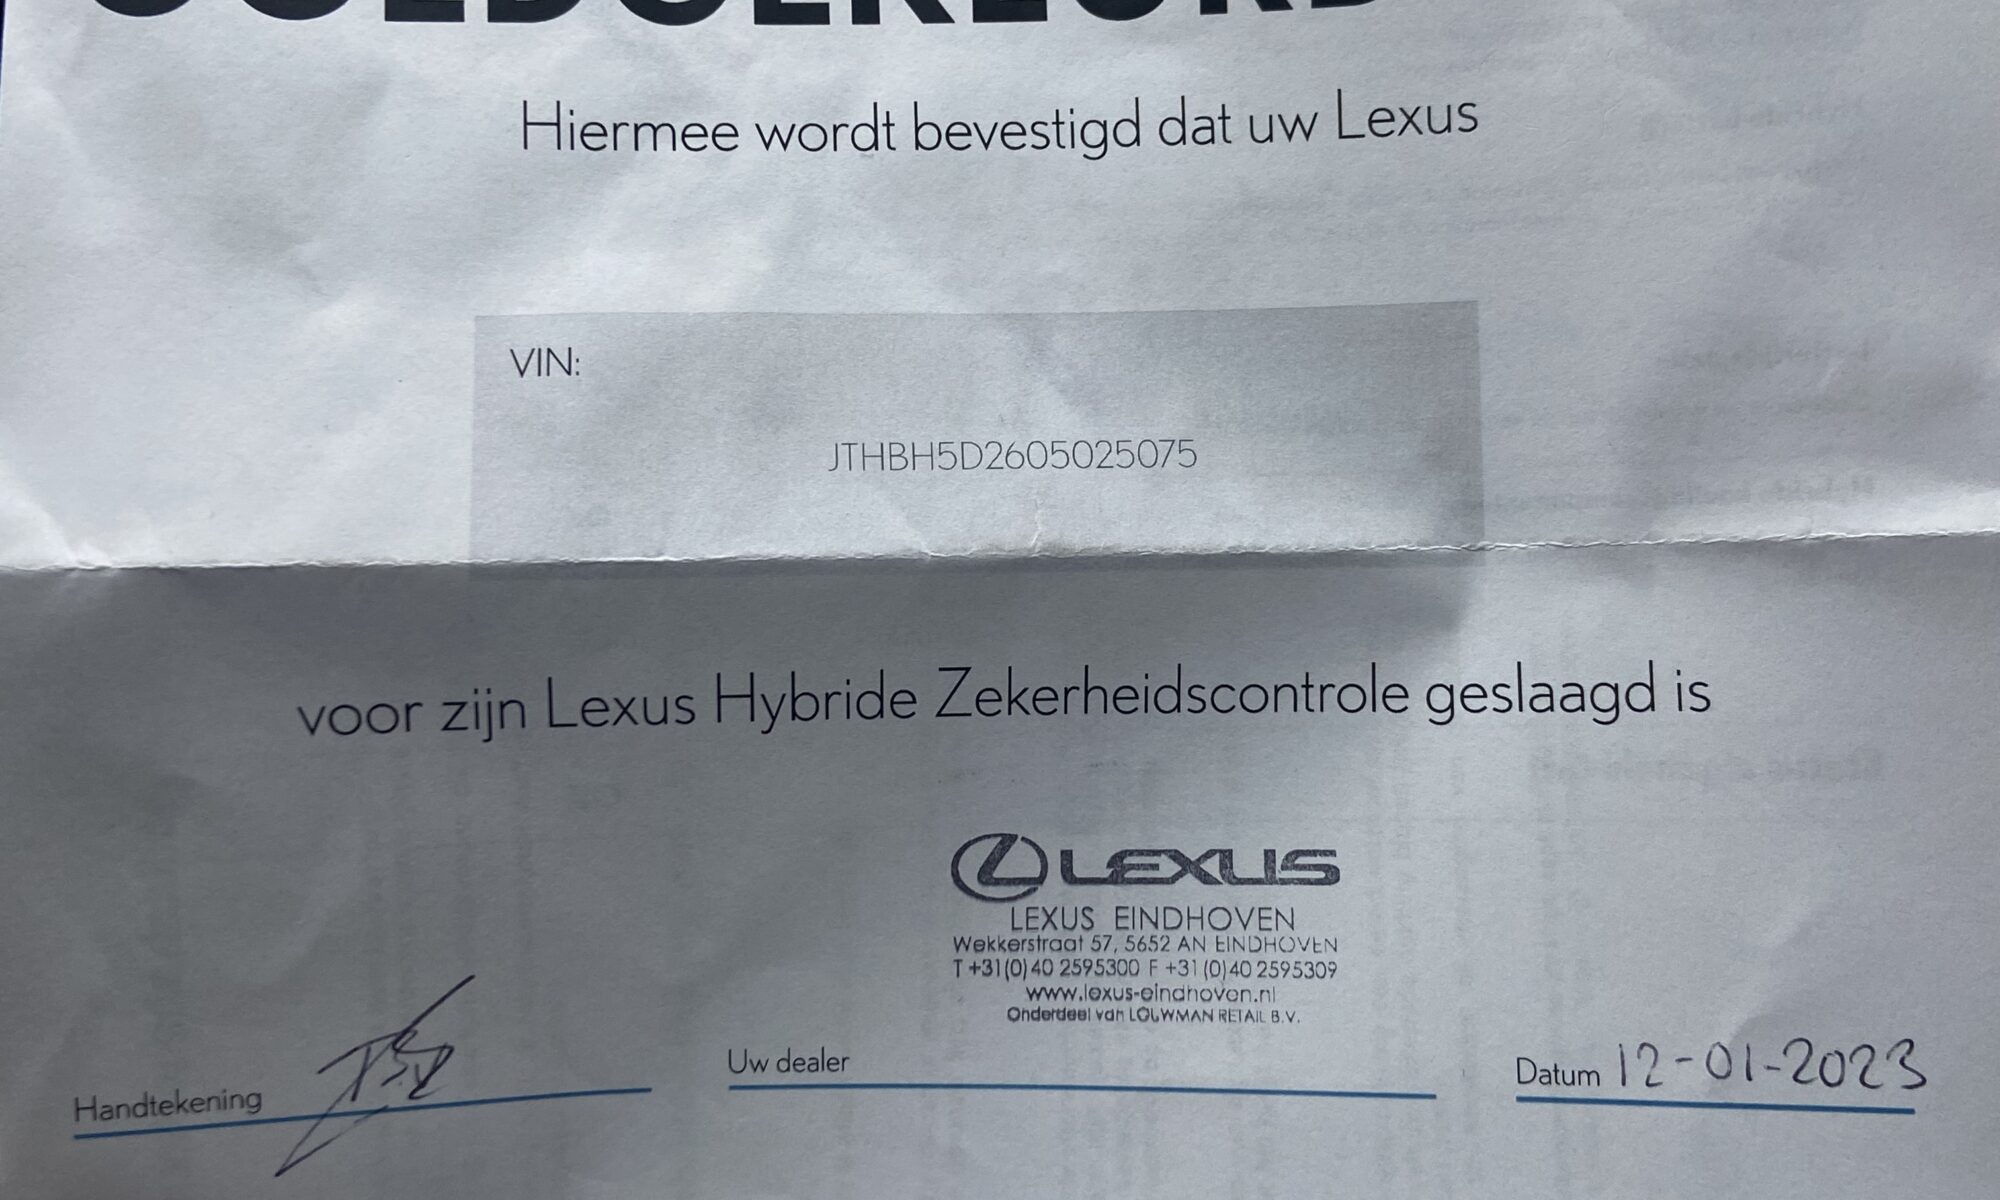 GOEDGEKEURD
Hiermee wordt bevestigd dat uw Lexus
VIN:
JTHBH5D2605025075
voor zijn Lexus Hybride Zekerheidscontrole geslaagd is
LEXUS
LEXUS EINDHOVEN
Wekkerstraat 57, 5652 AN EINDHOVEN
T +31(0)40 2595300 F +31(0)40 2595309
www.lexus-eindhoven.nl
Onderdeel van LOUWMAN RETAIL B.V.
Handtekening
Uw dealer
Datum 12-01-2023